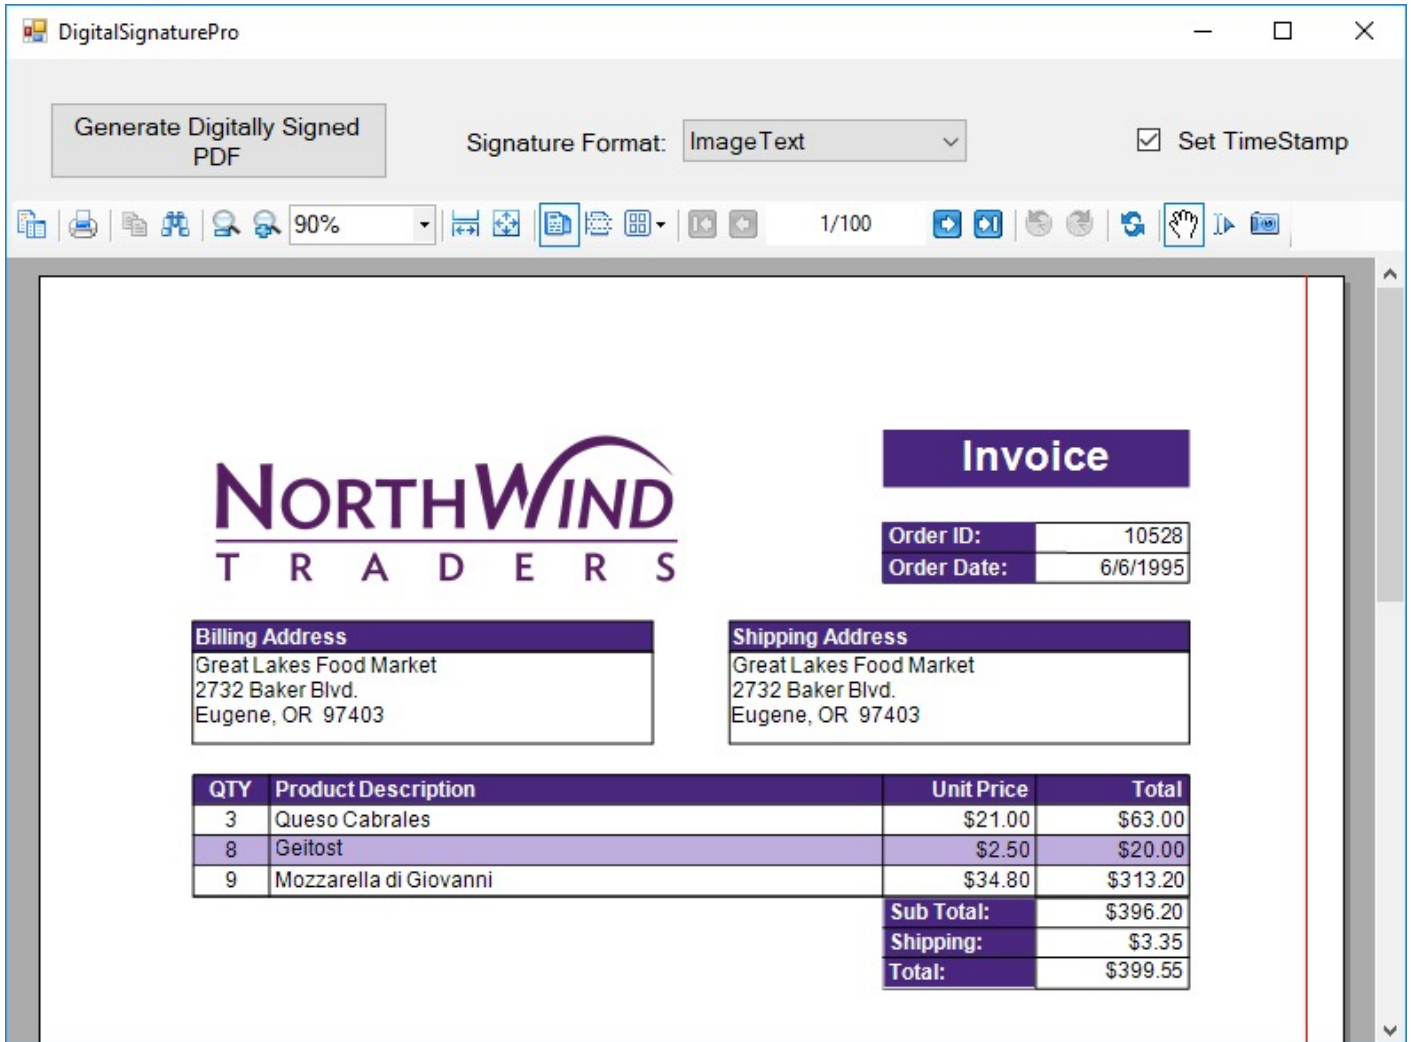 DigitalSignaturePro
Generate Digitally Signed
PDF
Signature Format: ImageText
Set TimeStamp
90% 1/100
Invoice
NORTHWIND
TRADERS
Order ID: 10528
Order Date: 6/6/1995
Billing Address Shipping Address
Great Lakes Food Market Great Lakes Food Market
2732 Baker Blvd. 2732 Baker Blvd.
Eugene, OR 97403 Eugene, OR 97403
QTY Product Description Unit Price Total
3 Queso Cabrales $21.00 $63.00
8 Geitost $2.50 $20.00
9 Mozzarella di Giovanni $34.80 $313.20
Sub Total: $396.20
Shipping: $3.35
Total: $399.55